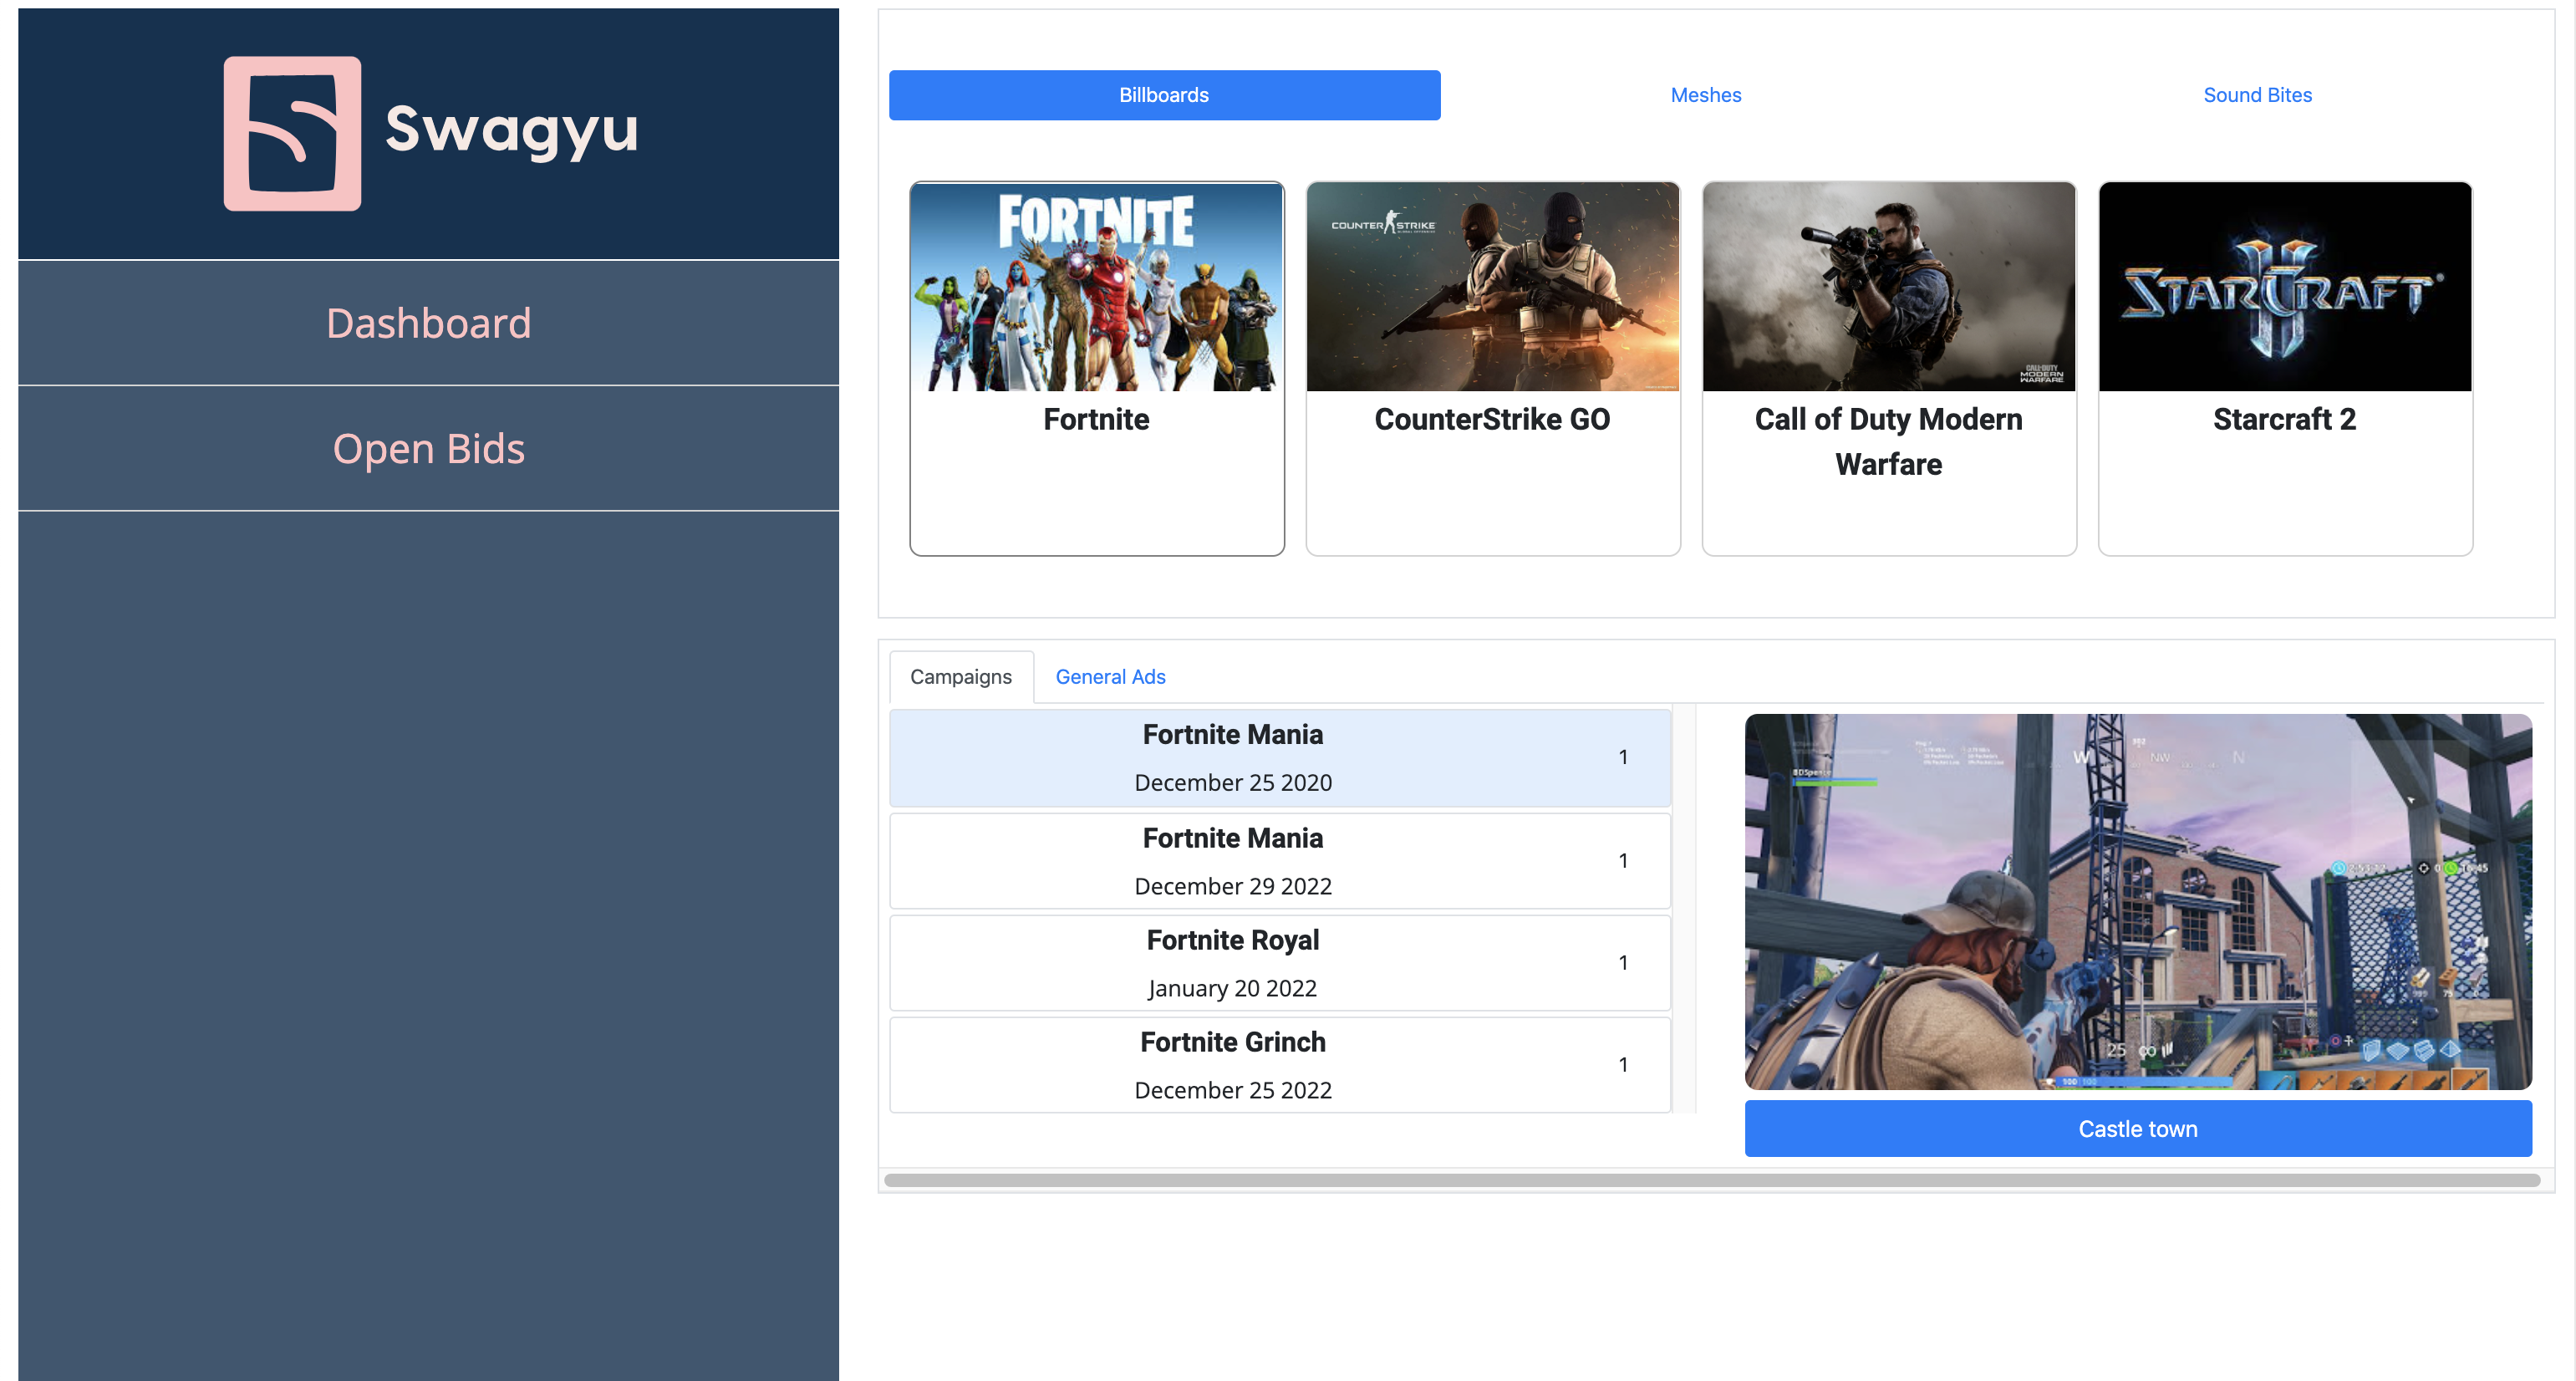 Swagyu
Dashboard
Open Bids
Billboards
Meshes
Sound Bites
FORTNITE
COUNTER STRIKE
STARCRAFT
II
CALL OF DUTY
MODERN
WARFARE
Fortnite
CounterStrike GO
Call of Duty Modern
Warfare
Starcraft 2
Campaigns
General Ads
Fortnite Mania
December 25 2020
1
Fortnite Mania
December 29 2022
1
Fortnite Royal
January 20 2022
1
Fortnite Grinch
December 25 2022
1
W
NW
N
25
100
Castle town